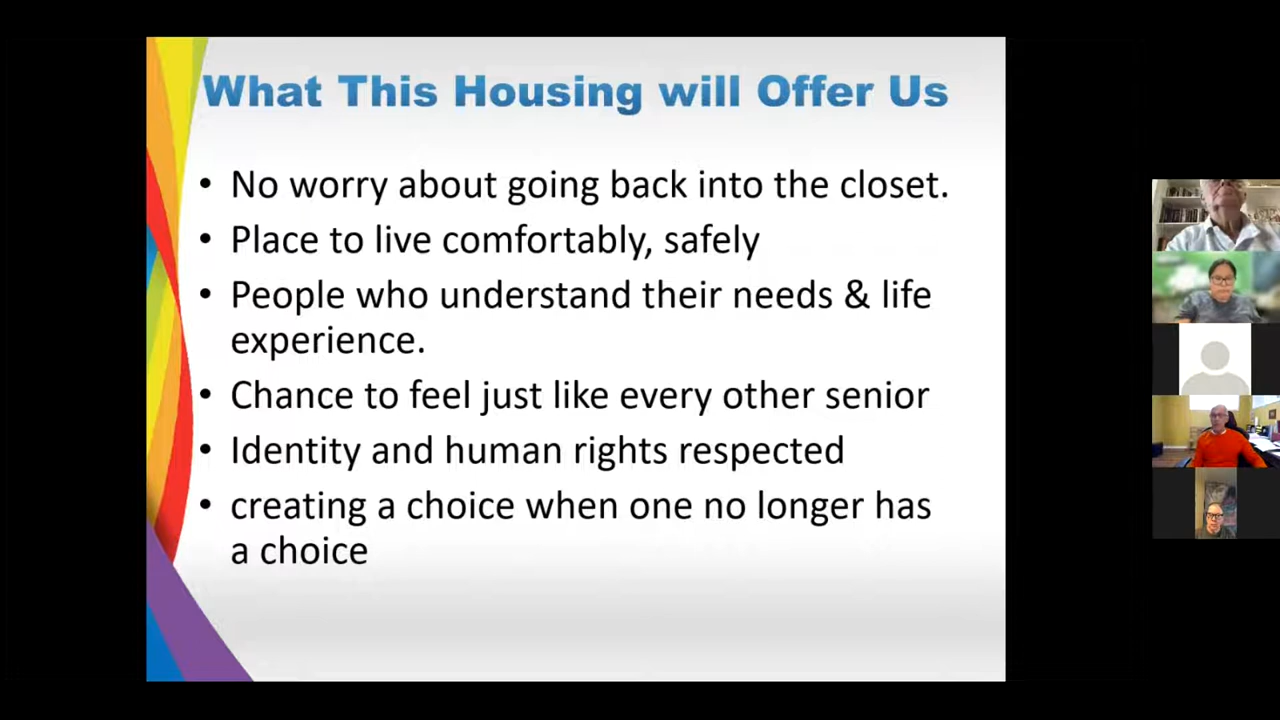 What This Housing will Offer Us
• No worry about going back into the closet.
• Place to live comfortably, safely
• People who understand their needs & life
experience.
• Chance to feel just like every other senior
• Identity and human rights respected
• creating a choice when one no longer has
a choice